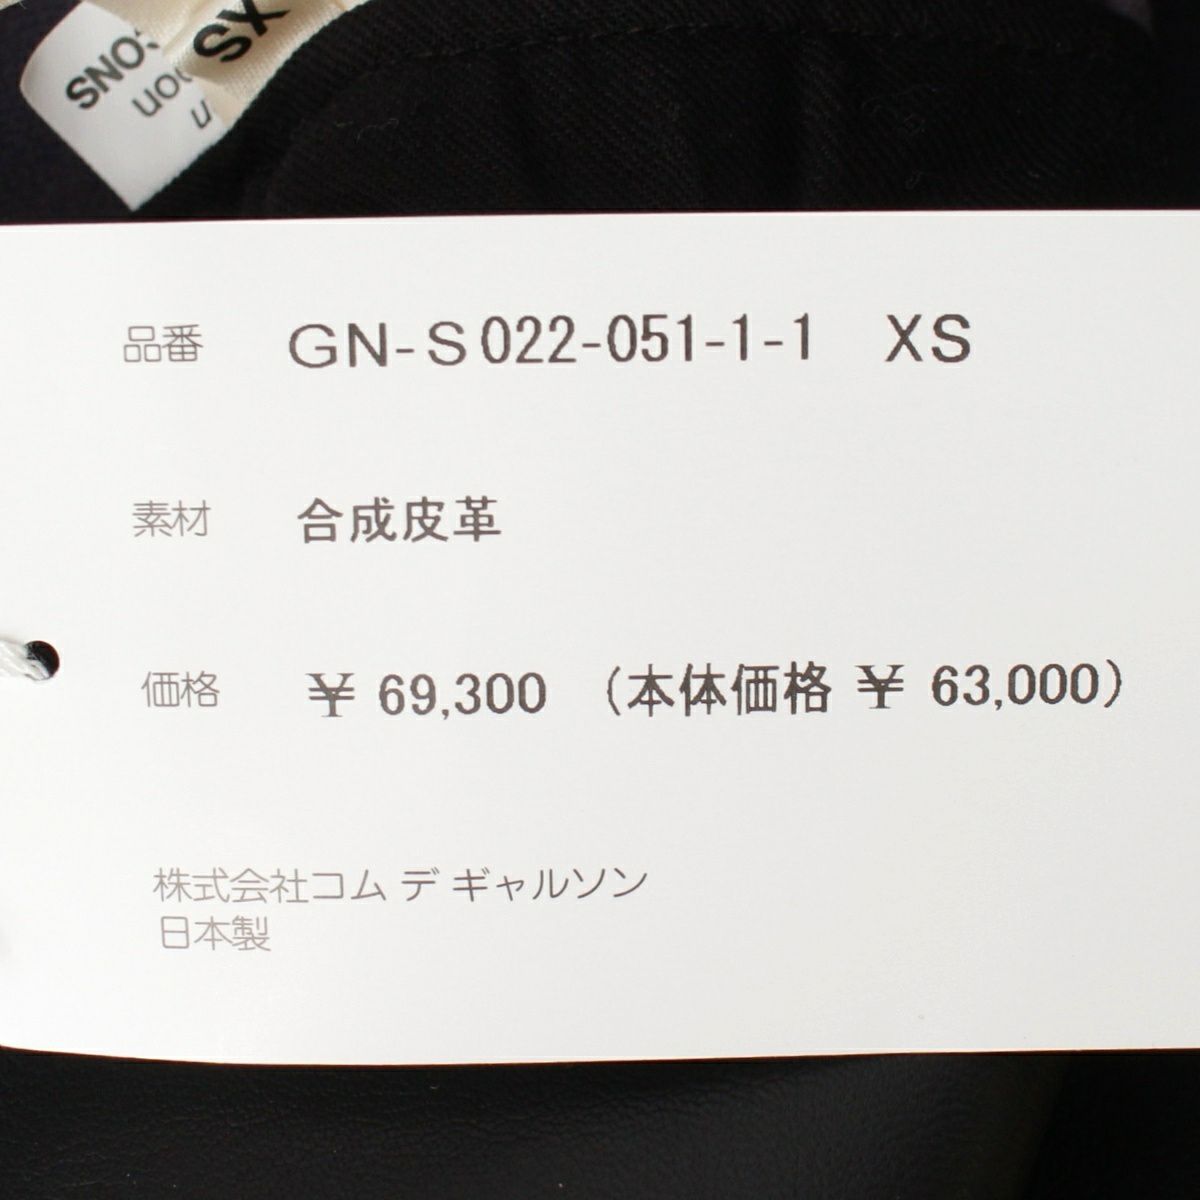 XS
品番 GN-S022-051-1-1 XS
素材 合成皮革
価格 ¥ 69,300 (本体価格 ¥ 63,000)
株式会社コム デ ギャルソン
日本製